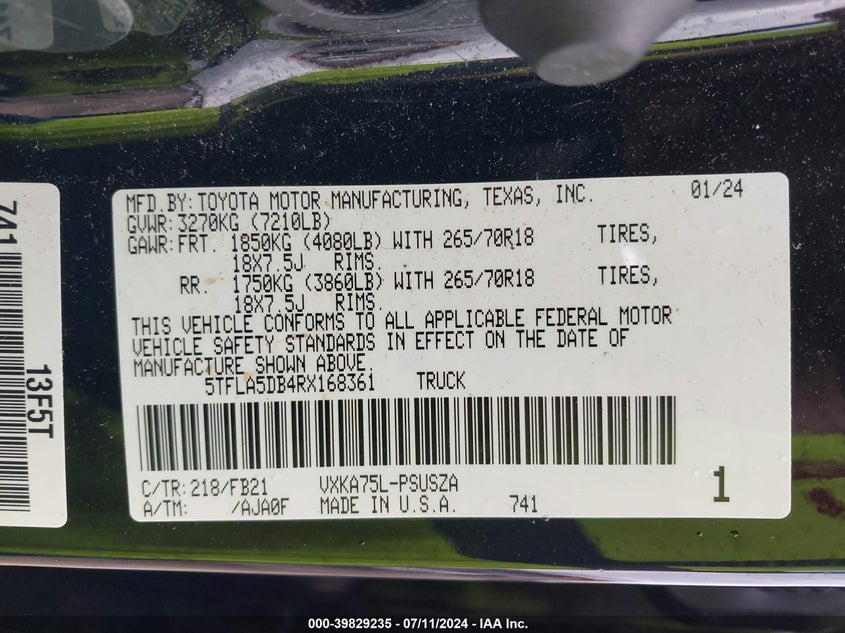 MFD.BY:TOYOTA MOTOR MANUFACTURING, TEXAS, INC. 01/24
GVWR:3270KG (7210LB)
GAWR:FRT. 1850KG (4080LB) WITH 265/70R18 TIRES,
18X7.5J RIMS.
RR. 1750KG (3860LB) WITH 265/70R18 TIRES,
18X7.5J RIMS.
THIS VEHICLE CONFORMS TO ALL APPLICABLE FEDERAL MOTOR
VEHICLE SAFETY STANDARDS IN EFFECT ON THE DATE OF
MANUFACTURE SHOWN ABOVE.
5TFLA5DB4RX168361 TRUCK
C/TR:218/FB21 VXKA75L-PSUSZA
A/TM: /AJA0F MADE IN U.S.A. 741 1
741
13F5T
000-39829235 - 07/11/2024 - IAA Inc.